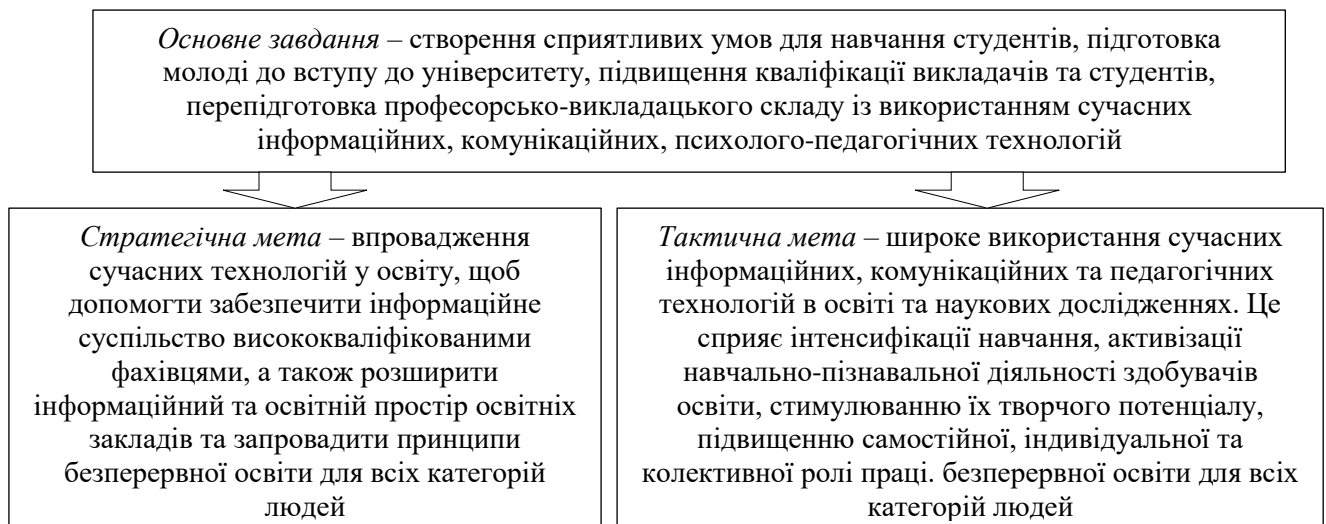 Основне завдання – створення сприятливих умов для навчання студентів, підготовка
молоді до вступу до університету, підвищення кваліфікації викладачів та студентів,
перепідготовка професорсько-викладацького складу із використанням сучасних
інформаційних, комунікаційних, психолого-педагогічних технологій
Стратегічна мета – впровадження
сучасних технологій у освіту, щоб
допомогти забезпечити інформаційне
суспільство висококваліфікованими
фахівцями, а також розширити
інформаційний та освітній простір освітніх
закладів та запровадити принципи
безперервної освіти для всіх категорій
людей
Тактична мета – широке використання сучасних
інформаційних, комунікаційних та педагогічних
технологій в освіті та наукових дослідженнях. Це
сприяє інтенсифікації навчання, активізації
навчально-пізнавальної діяльності здобувачів
освіти, стимулюванню їх творчого потенціалу,
підвищенню самостійної, індивідуальної та
колективної ролі праці. безперервної освіти для всіх
категорій людей